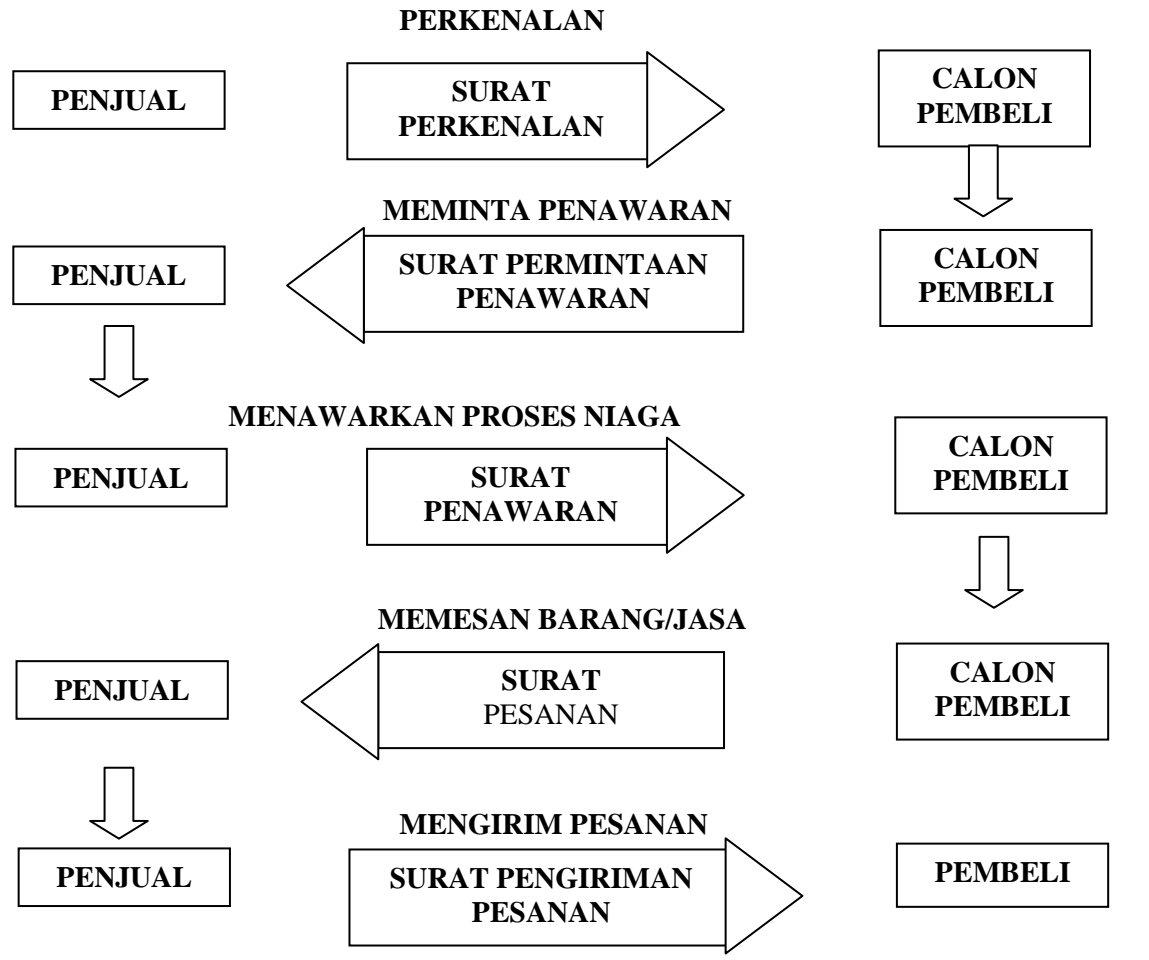 PERKENALAN
PENJUAL
SURAT
PERKENALAN
CALON
PEMBELI
MEMINTA PENAWARAN
PENJUAL
SURAT PERMINTAAN
PENAWARAN
CALON
PEMBELI
MENAWARKAN PROSES NIAGA
PENJUAL
SURAT
PENAWARAN
CALON
PEMBELI
MEMESAN BARANG/JASA
PENJUAL
SURAT
PESANAN
CALON
PEMBELI
MENGIRIM PESANAN
PENJUAL
SURAT PENGIRIMAN
PESANAN
PEMBELI